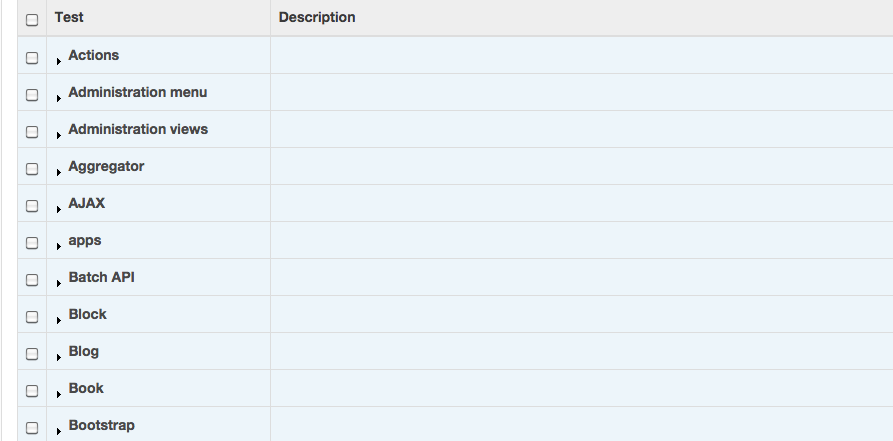 Test Description
Actions
Administration menu
Administration views
Aggregator
AJAX
apps
Batch API
Block
Blog
Book
Bootstrap